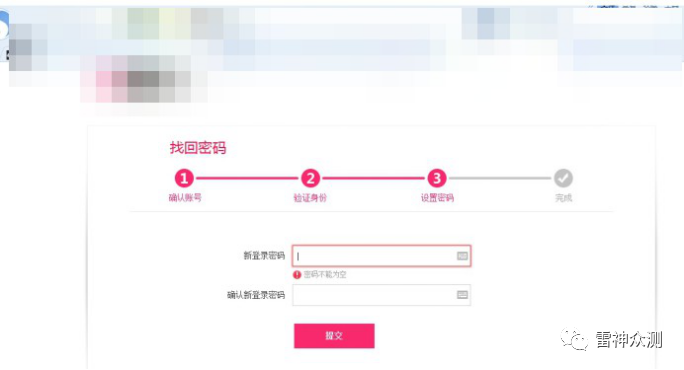 找回密码
1 2 3
确认账号 验证身份 设置密码 完成
新登录密码
密码不能为空
确认新登录密码
提交
雷神众测